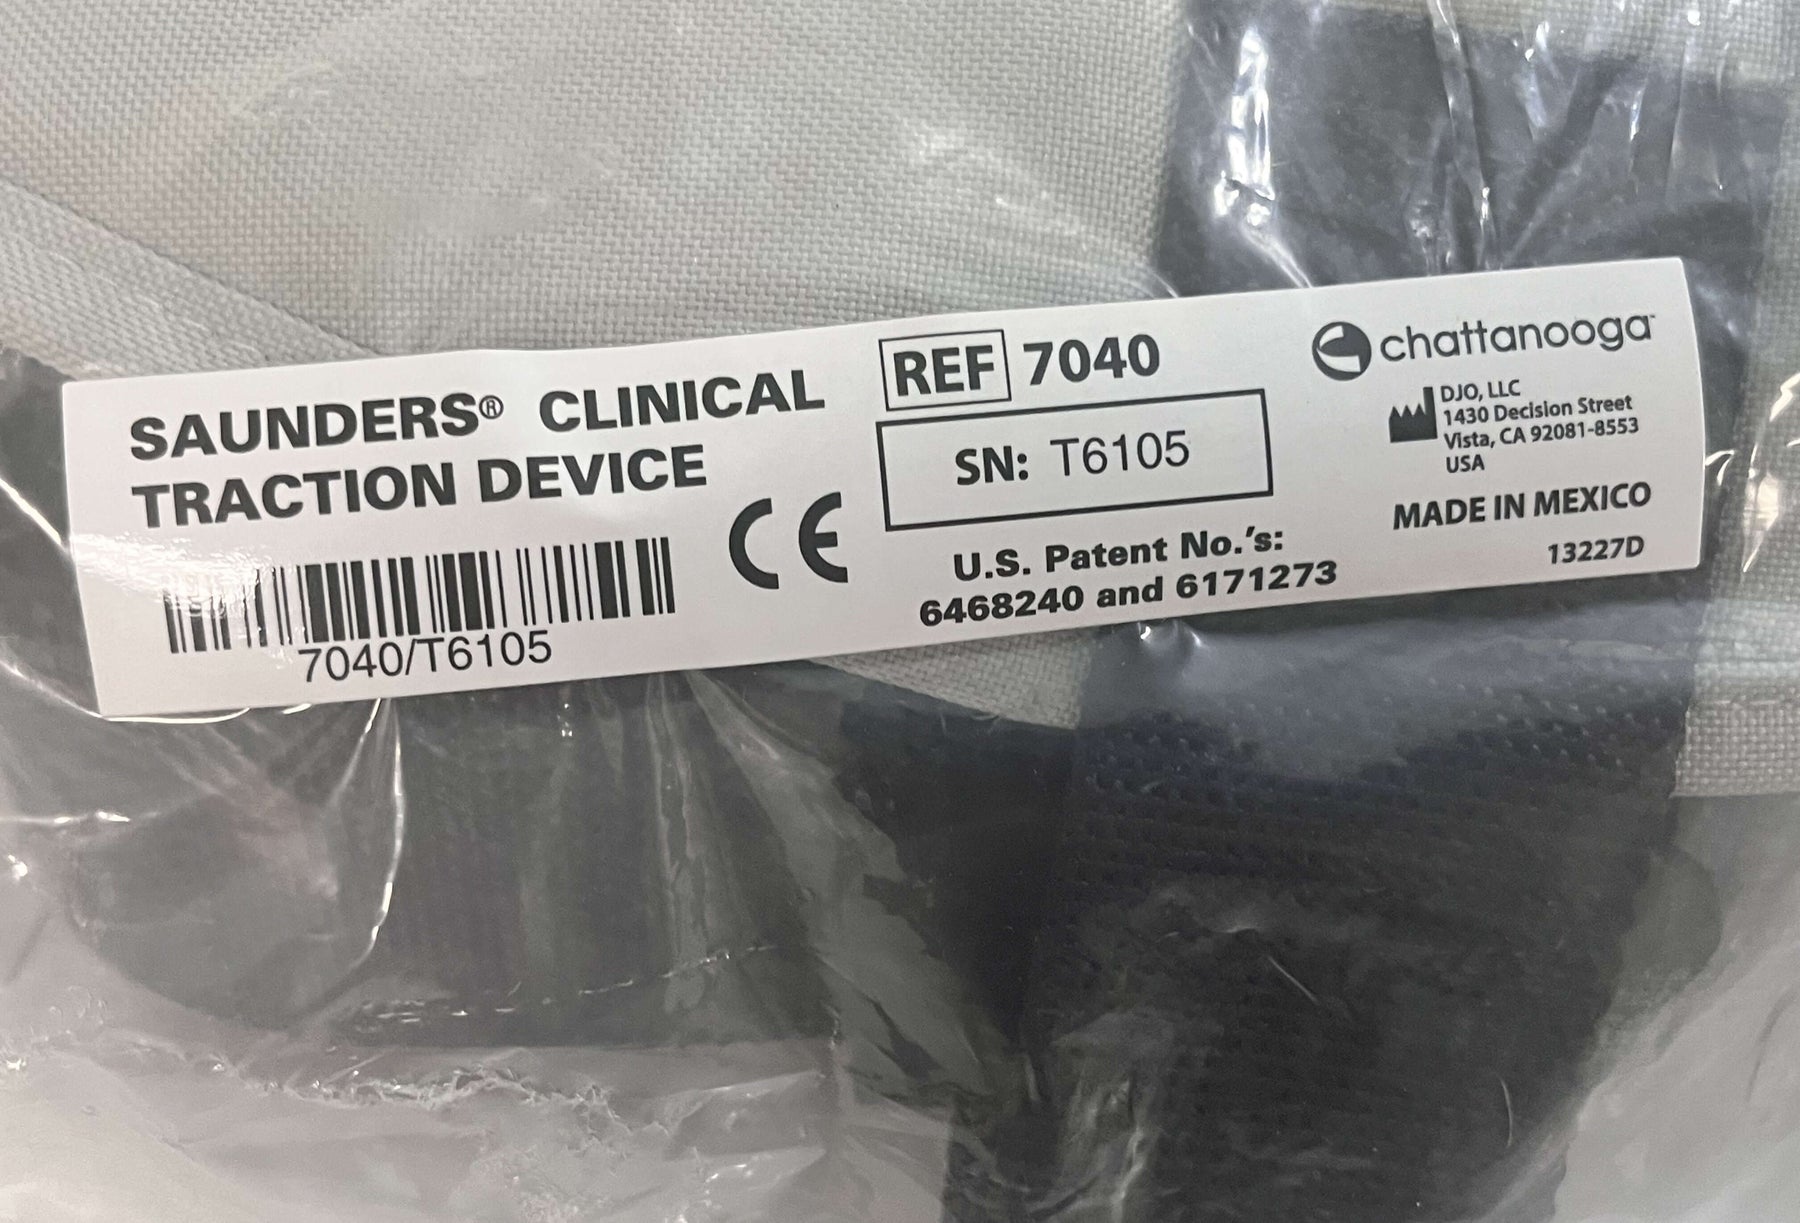 SAUNDERS® CLINICAL
TRACTION DEVICE
7040/T6105
CE
REF 7040
SN: T6105
U.S. Patent No.'s:
6468240 and 6171273
chattanooga™
DJO, LLC
1430 Decision Street
Vista, CA 92081-8553
USA
MADE IN MEXICO
13227D